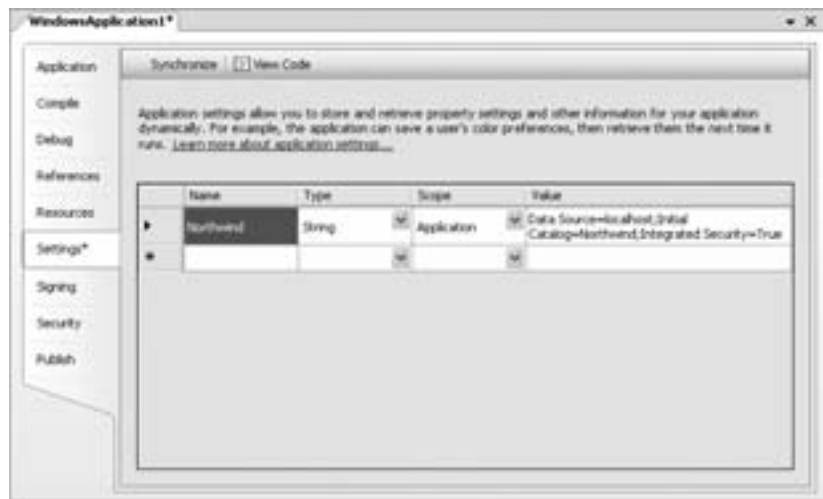 WindowsApplication1*
Application
Synchronize View Code
Compile
Debug
References
Resources
Settings*
Signing
Security
Publish
Application settings allow you to store and retrieve property settings and other information for your application
dynamically. For example, the application can save a user's color preferences, then retrieve them the next time it
runs. Learn more about application settings...
Name Type Scope Value
Northwind String Application Data Source=localhost;Initial
Catalog=Northwind;Integrated Security=True